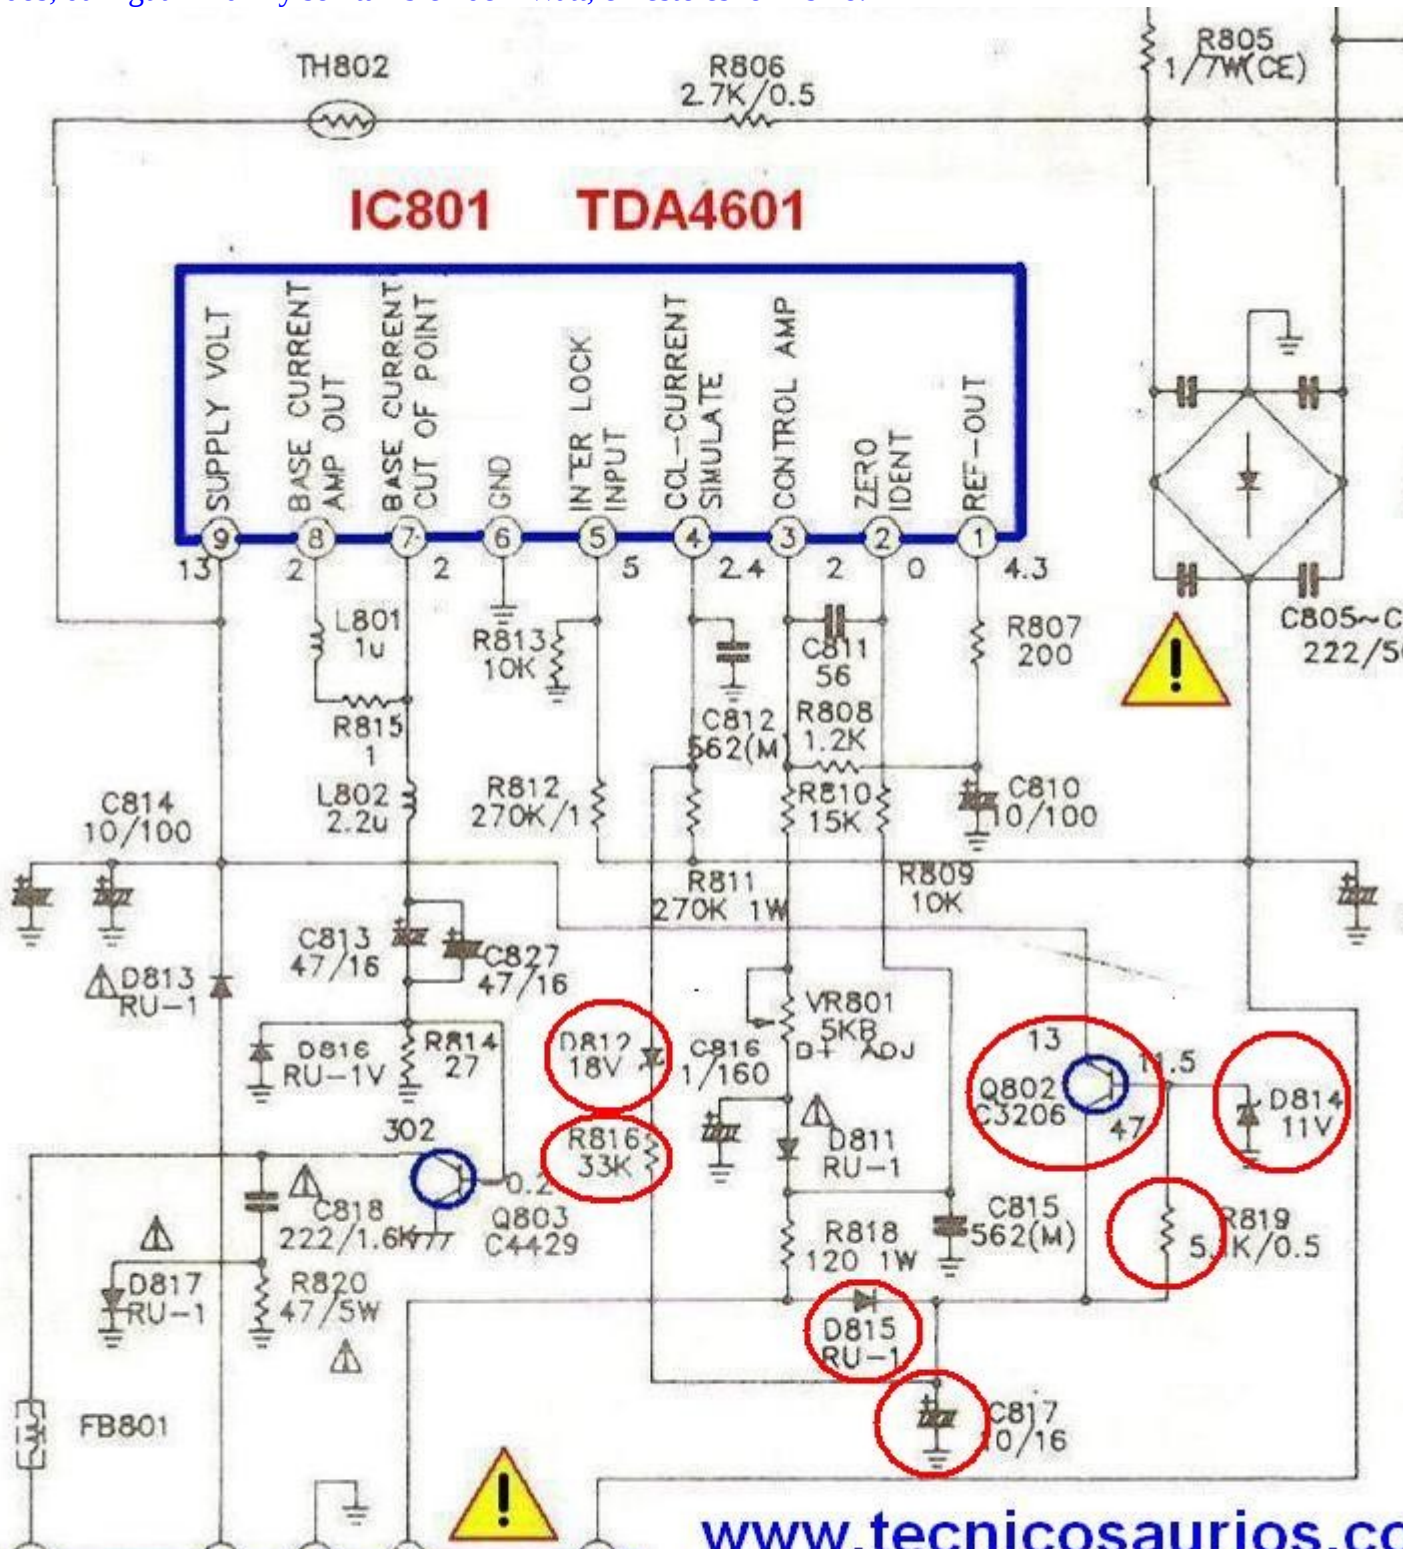 TH802
R806
2.7K/0.5
R805
1/7W(CE)
IC801 TDA4601
SUPPLY VOLT
BASE CURRENT
AMP OUT
BASE CURRENT
CUT OF POINT
GND
INTER LOCK
INPUT
CCL-CURRENT
SIMULATE
CONTROL AMP
ZERO
IDENT
REF-OUT
9
8
7
6
5
4
3
2
1
13
2
2
5
2.4
2
0
4.3
L801
1u
R813
10K
C811
56
R807
200
C805~C
222/5
R815
1
C812
562(M)
R808
1.2K
C814
10/100
L802
2.2u
R812
270K/1
R810
15K
C810
10/100
R811
270K 1W
R809
10K
C813
47/16
C827
47/16
D813
RU-1
D816
RU-1V
R814
27
D812
18V
C816
1/160
VR801
5KB
B+ ADJ
13
11.5
Q802
C3206
47
D814
11V
302
R816
33K
D811
RU-1
0.2
Q803
C4429
C818
222/1.6K
R818
120 1W
C815
562(M)
R819
D817
RU-1
R820
47/5W
D815
RU-1
FB801
C817
www.tecnicosaurios.co